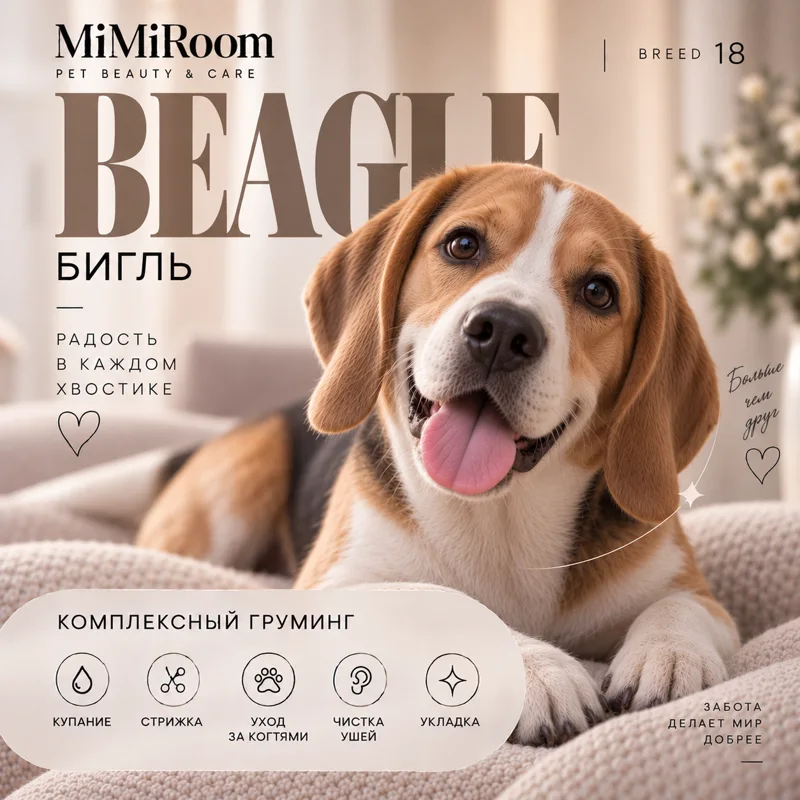 MiMiRoom
PET BEAUTY & CARE
BREED 18
BEAGLE
БИГЛЬ
РАДОСТЬ
В КАЖДОМ
ХВОСТИКЕ
Больше
чем
друг
КОМПЛЕКСНЫЙ ГРУМИНГ
КУПАНИЕ
СТРИЖКА
УХОД
ЗА КОГТЯМИ
ЧИСТКА
УШЕЙ
УКЛАДКА
ЗАБОТА
ДЕЛАЕТ МИР
ДОБРЕЕ